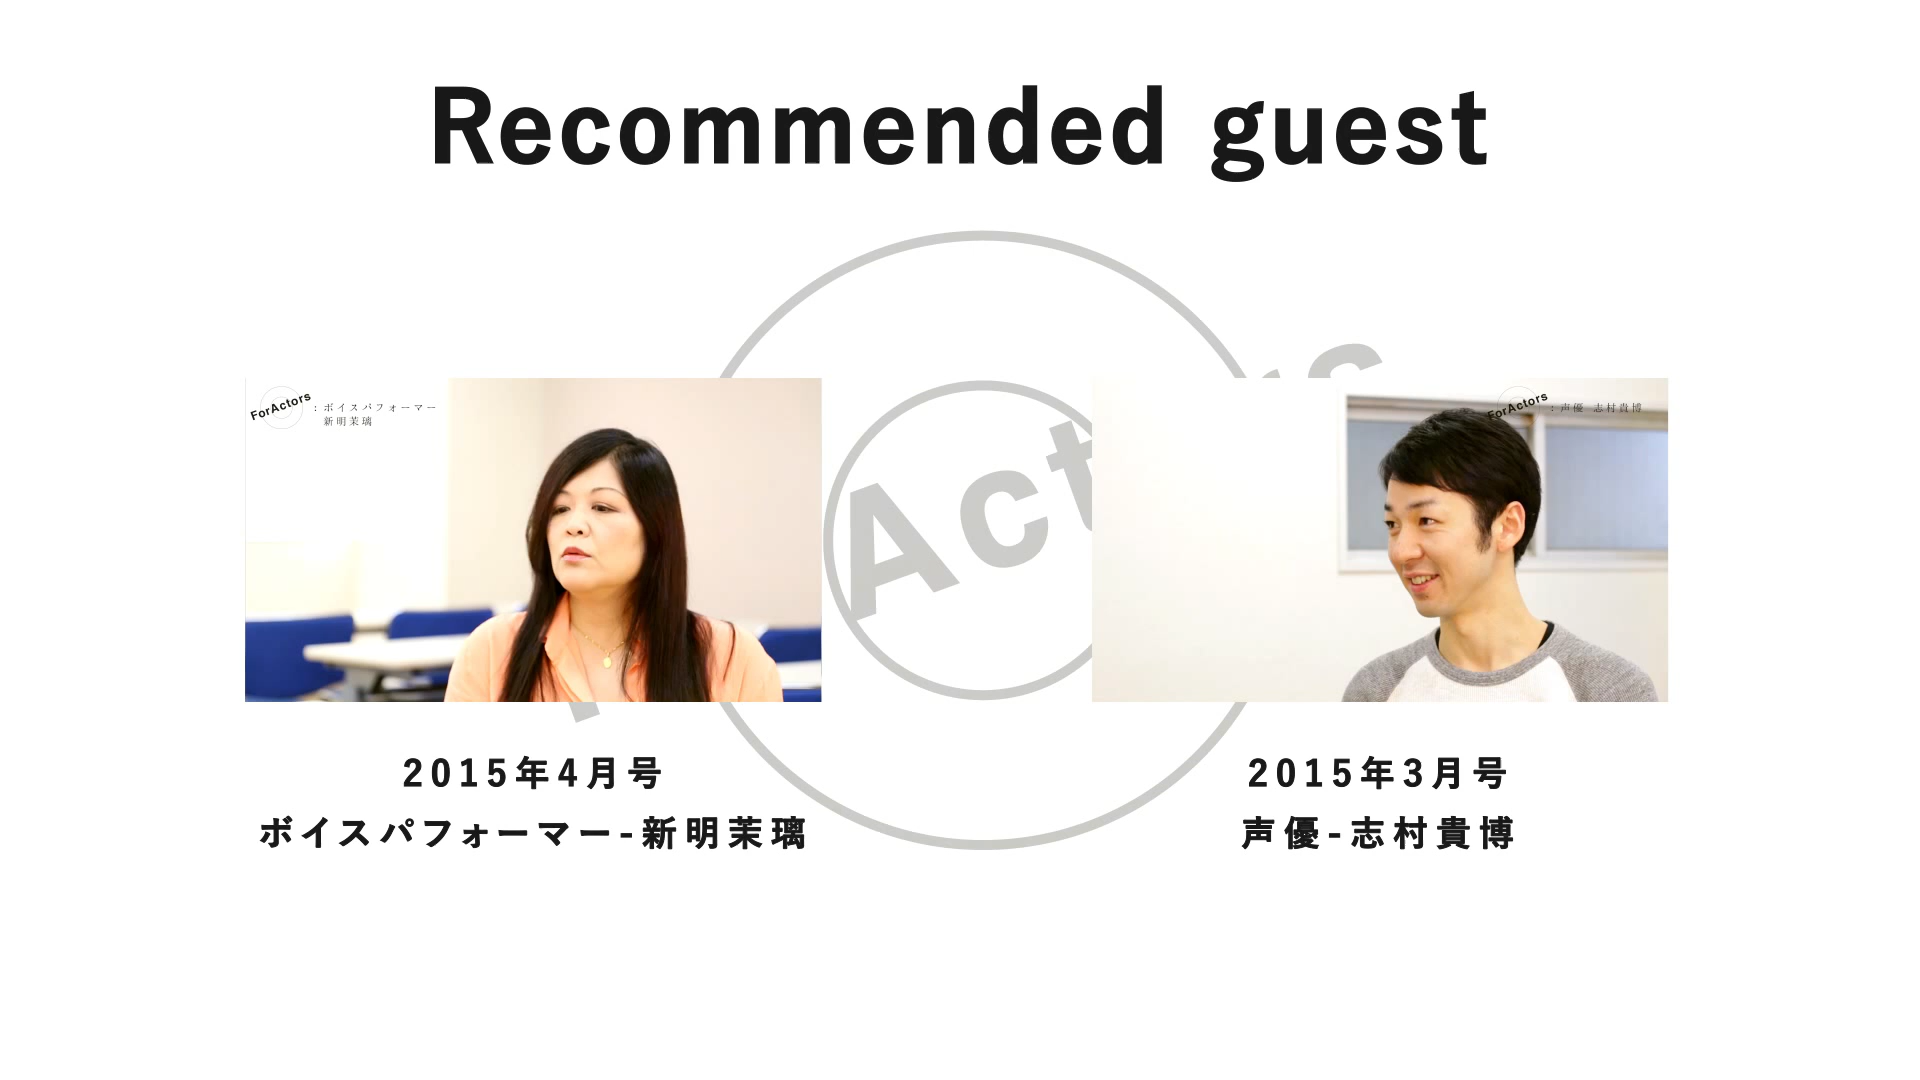 Recommended guest
Actors
ForActors
：ボイスパフォーマー
新明茉璃
ForActors
：声優 志村貴博
2015年4月号
ボイスパフォーマー-新明茉璃
2015年3月号
声優-志村貴博